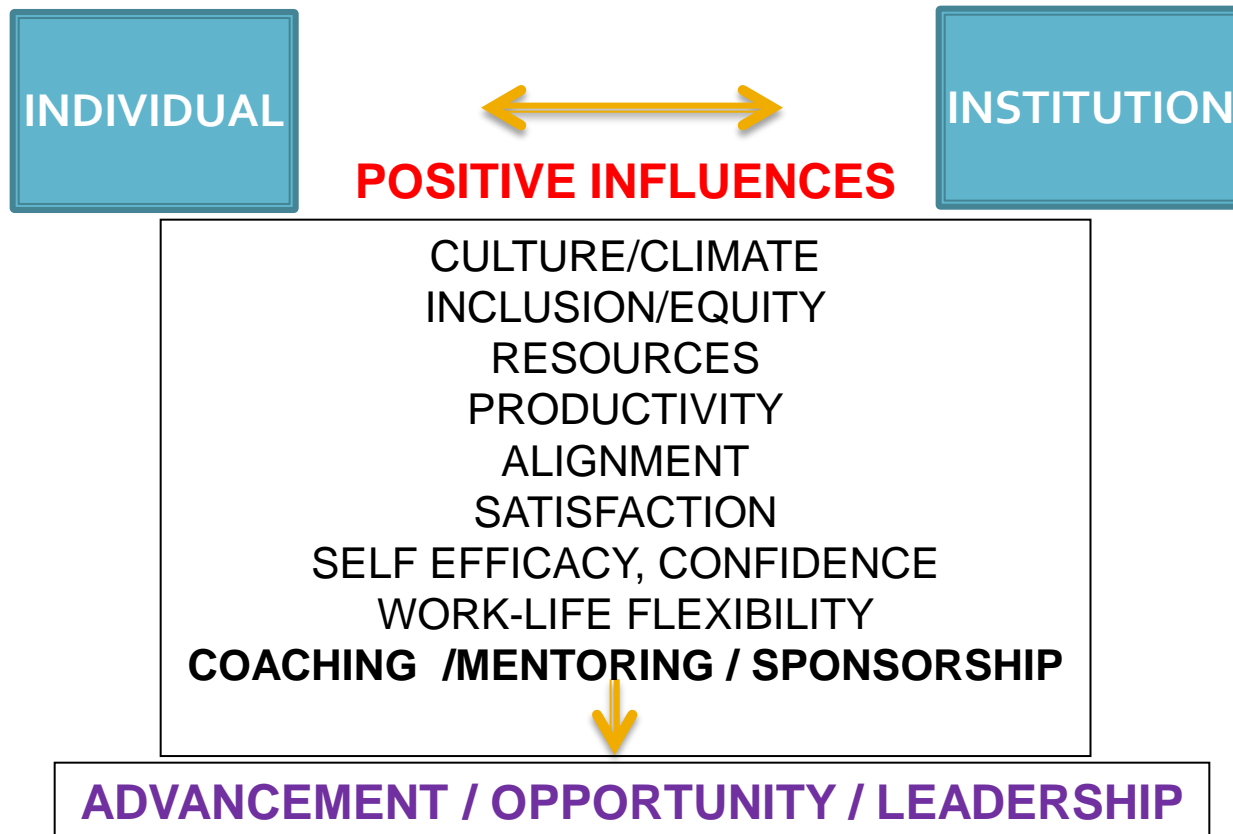 INDIVIDUAL
INSTITUTION
POSITIVE INFLUENCES
CULTURE/CLIMATE
INCLUSION/EQUITY
RESOURCES
PRODUCTIVITY
ALIGNMENT
SATISFACTION
SELF EFFICACY, CONFIDENCE
WORK-LIFE FLEXIBILITY
COACHING /MENTORING / SPONSORSHIP
ADVANCEMENT / OPPORTUNITY / LEADERSHIP